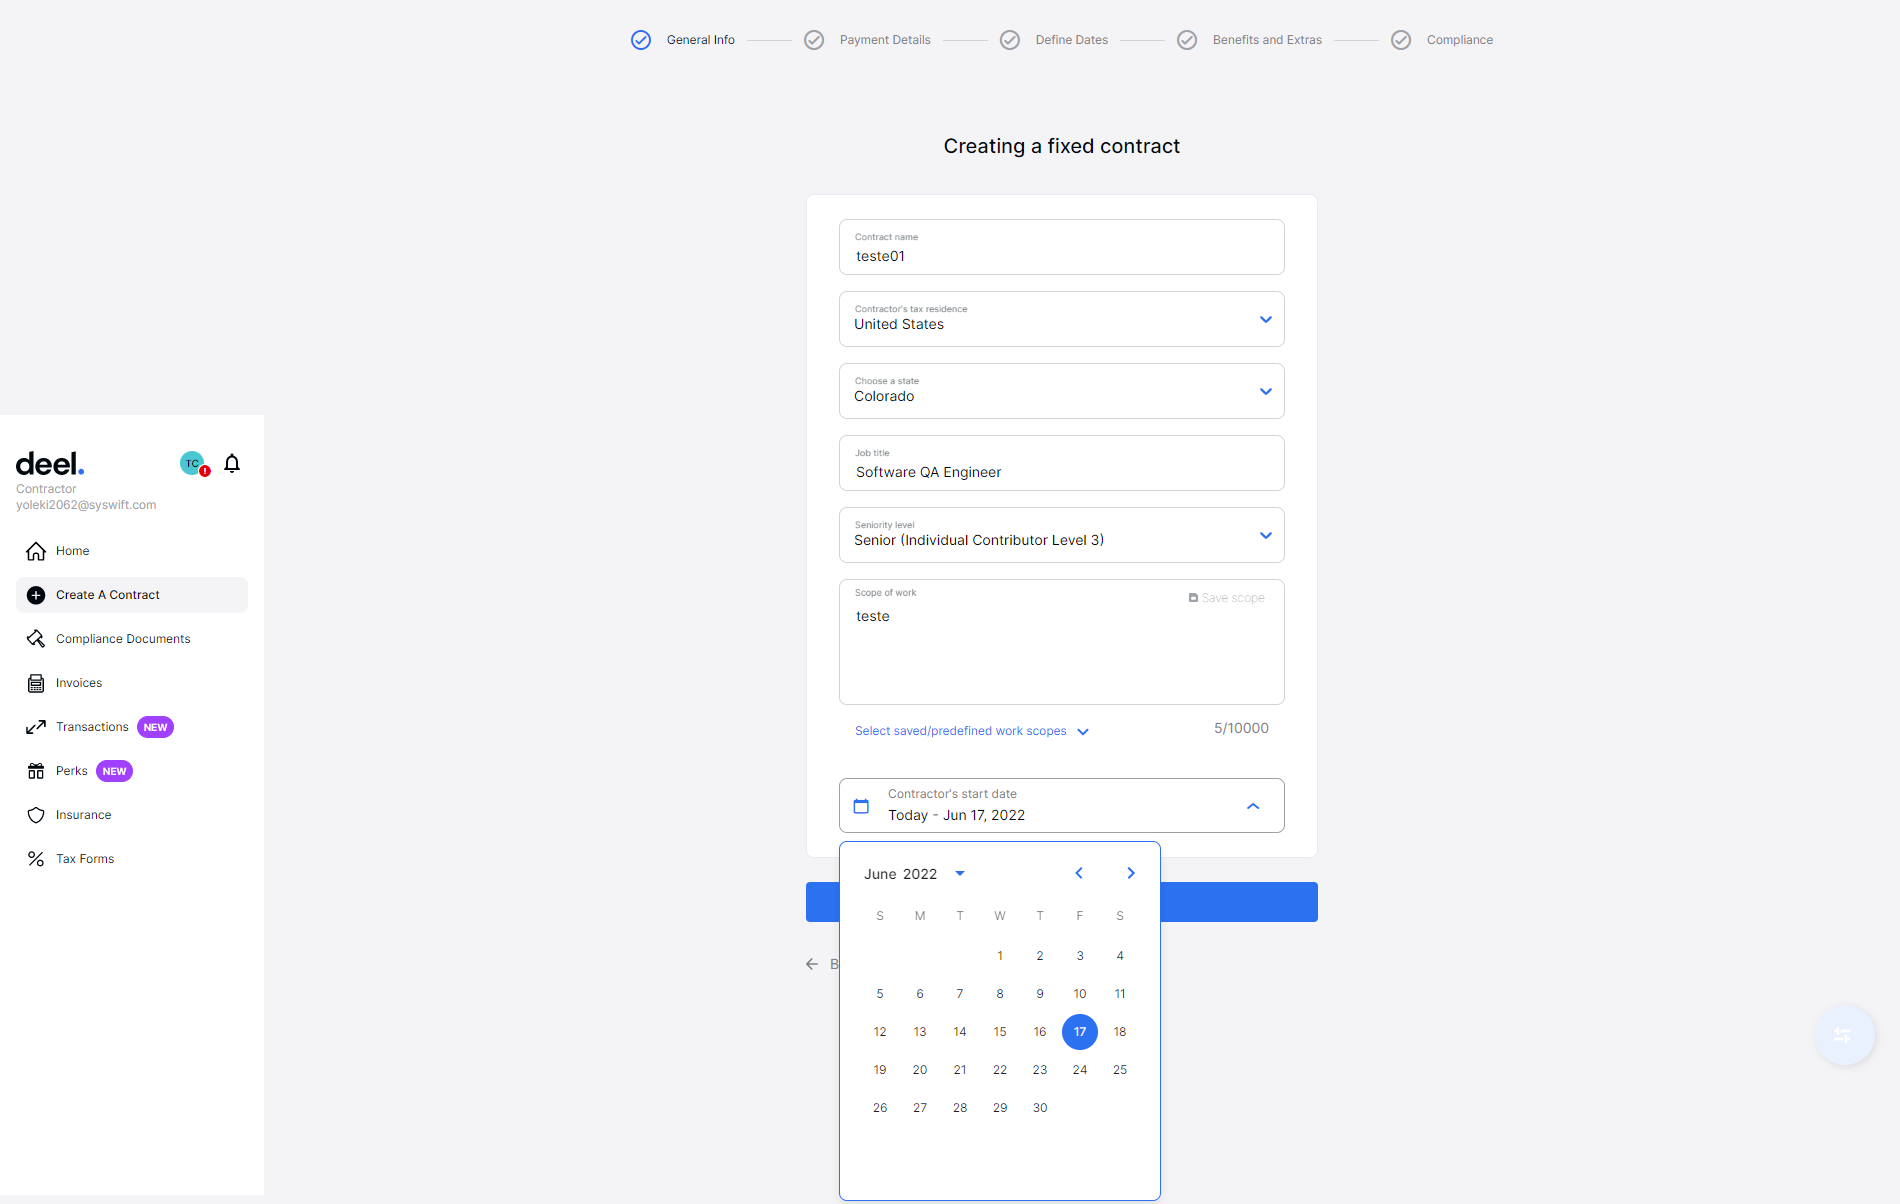 General Info
Payment Details
Define Dates
Benefits and Extras
Compliance
Creating a fixed contract
Contract name
teste01
Contractor's tax residence
United States
Choose a state
Colorado
Job title
Software QA Engineer
Seniority level
Senior (Individual Contributor Level 3)
Scope of work
Save scope
teste
Select saved/predefined work scopes
5/10000
Contractor's start date
Today - Jun 17, 2022
June 2022
S M T W T F S
1 2 3 4
5 6 7 8 9 10 11
12 13 14 15 16 17 18
19 20 21 22 23 24 25
26 27 28 29 30
B
deel.
TC
Contractor
yoleki2062@syswift.com
Home
Create A Contract
Compliance Documents
Invoices
Transactions NEW
Perks NEW
Insurance
Tax Forms